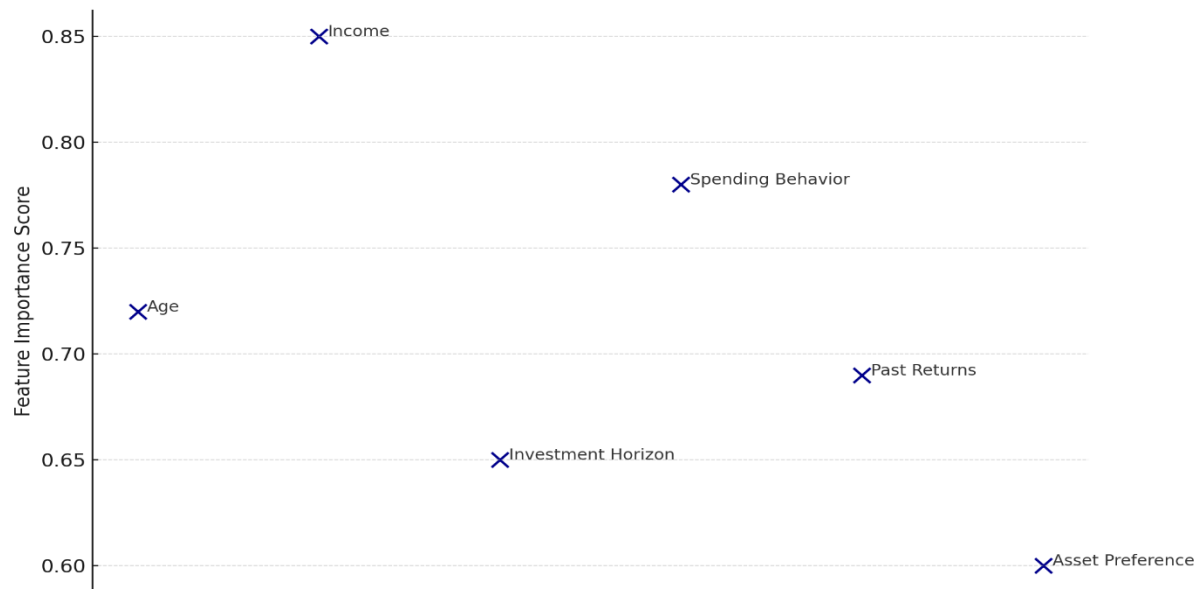 Feature Importance Score
0.85
0.80
0.75
0.70
0.65
0.60
Income
Spending Behavior
Age
Past Returns
Investment Horizon
Asset Preference